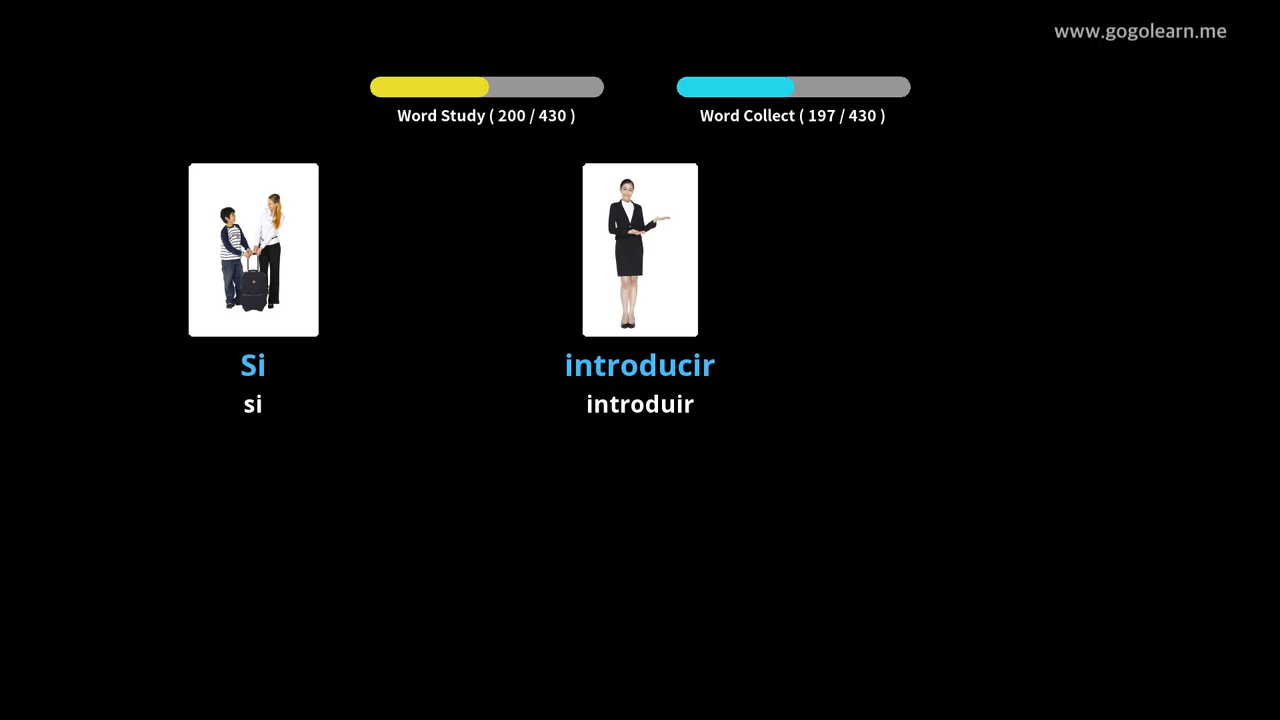 www.gogolearn.me
Word Study ( 200 / 430 )
Word Collect ( 197 / 430 )
Si
si
introducir
introduir